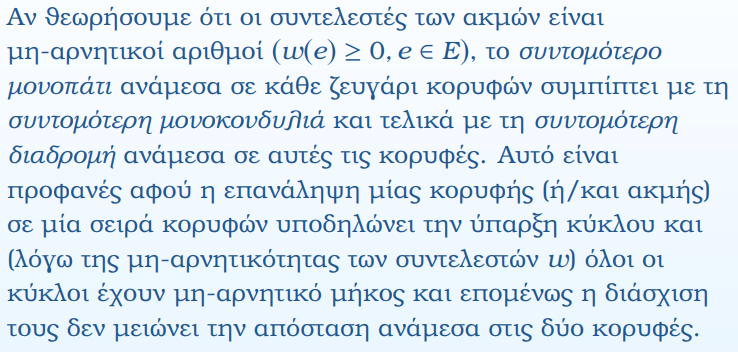 Αν θεωρήσουμε ότι οι συντελεστές των ακμών είναι
μη-αρνητικοί αριθμοί (w(e) ≥ 0, e ∈ E), το συντομότερο
μονοπάτι ανάμεσα σε κάθε ζευγάρι κορυφών συμπίπτει με τη
συντομότερη μονοκονδυλιά και τελικά με τη συντομότερη
διαδρομή ανάμεσα σε αυτές τις κορυφές. Αυτό είναι
προφανές αφού η επανάληψη μίας κορυφής (ή/και ακμής)
σε μία σειρά κορυφών υποδηλώνει την ύπαρξη κύκλου και
(λόγω της μη-αρνητικότητας των συντελεστών w) όλοι οι
κύκλοι έχουν μη-αρνητικό μήκος και επομένως η διάσχιση
τους δεν μειώνει την απόσταση ανάμεσα στις δύο κορυφές.